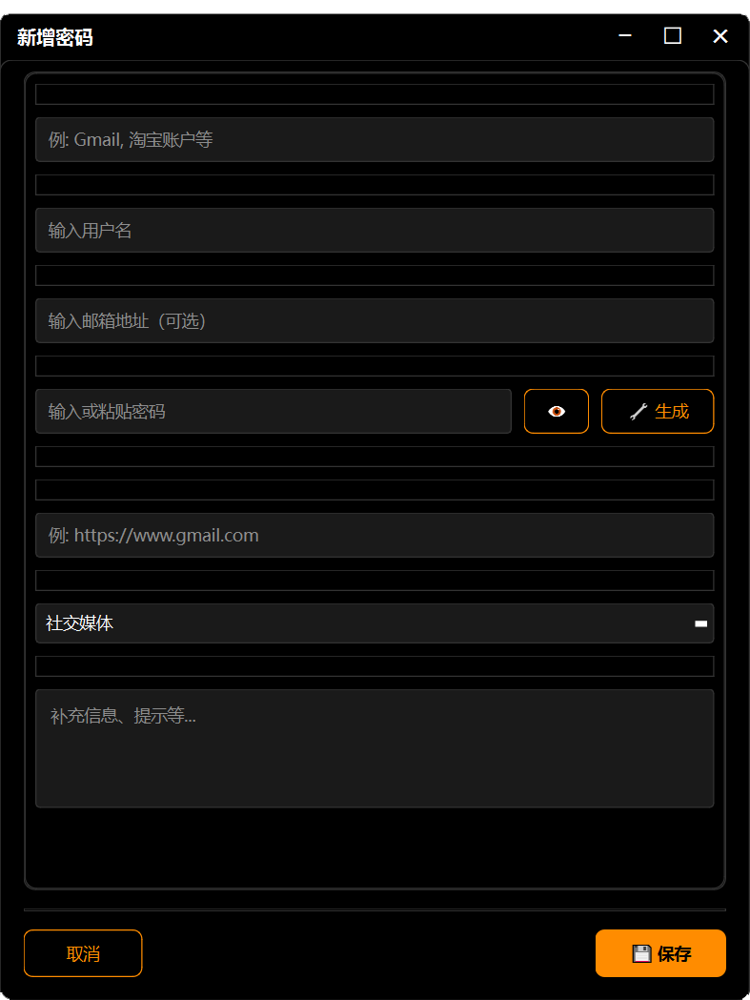 新增密码
例: Gmail, 淘宝账户等
输入用户名
输入邮箱地址（可选）
输入或粘贴密码
生成
例: https://www.gmail.com
社交媒体
补充信息、提示等...
取消
保存